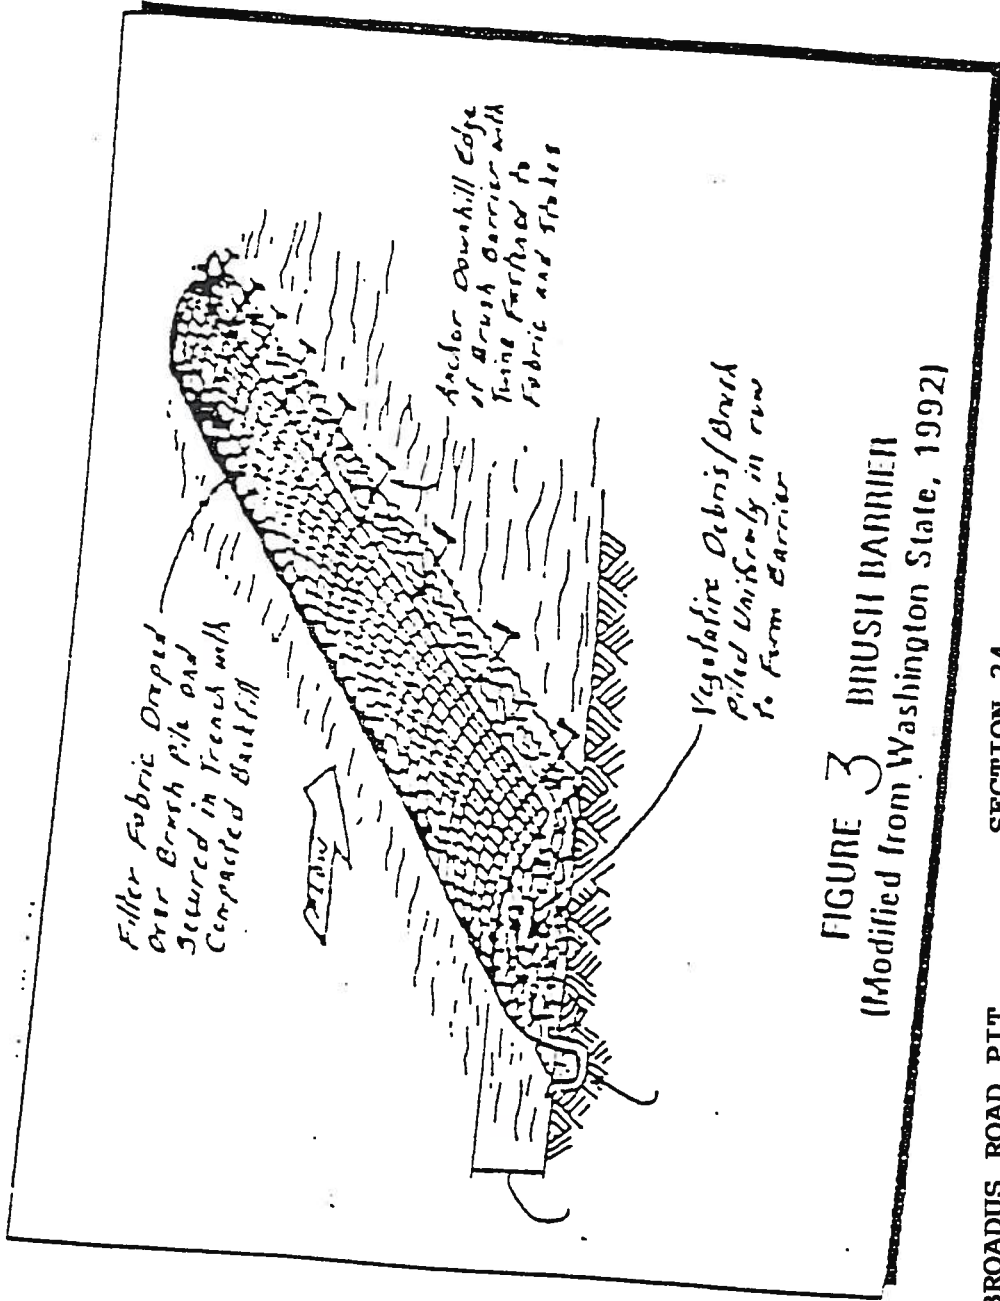 Filter Fabric Draped
Over Brush Pile and
Secured in Trench with
Compacted Backfill
FLOW
Anchor Downhill Edge
of Brush Barrier with
Twine Fastened to
Fabric and Stakes
Vegetative Debris/Brush
Piled Uniformly in row
to Form Barrier
FIGURE 3 BRUSH BARRIER
(Modified from Washington State, 1992)
BROADUS ROAD PIT SECTION